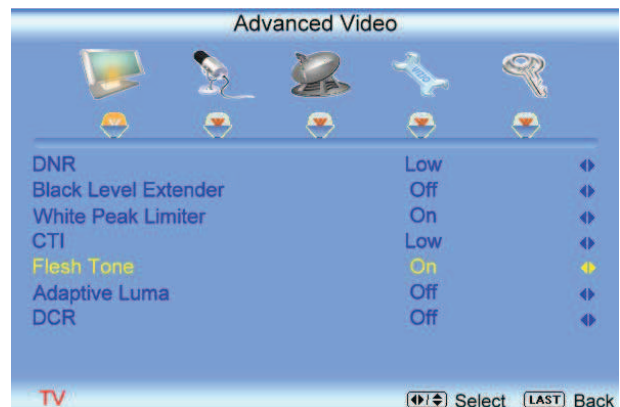 Advanced Video
DNR Low
Black Level Extender Off
White Peak Limiter On
CTI Low
Flesh Tone On
Adaptive Luma Off
DCR Off
TV Select LAST Back